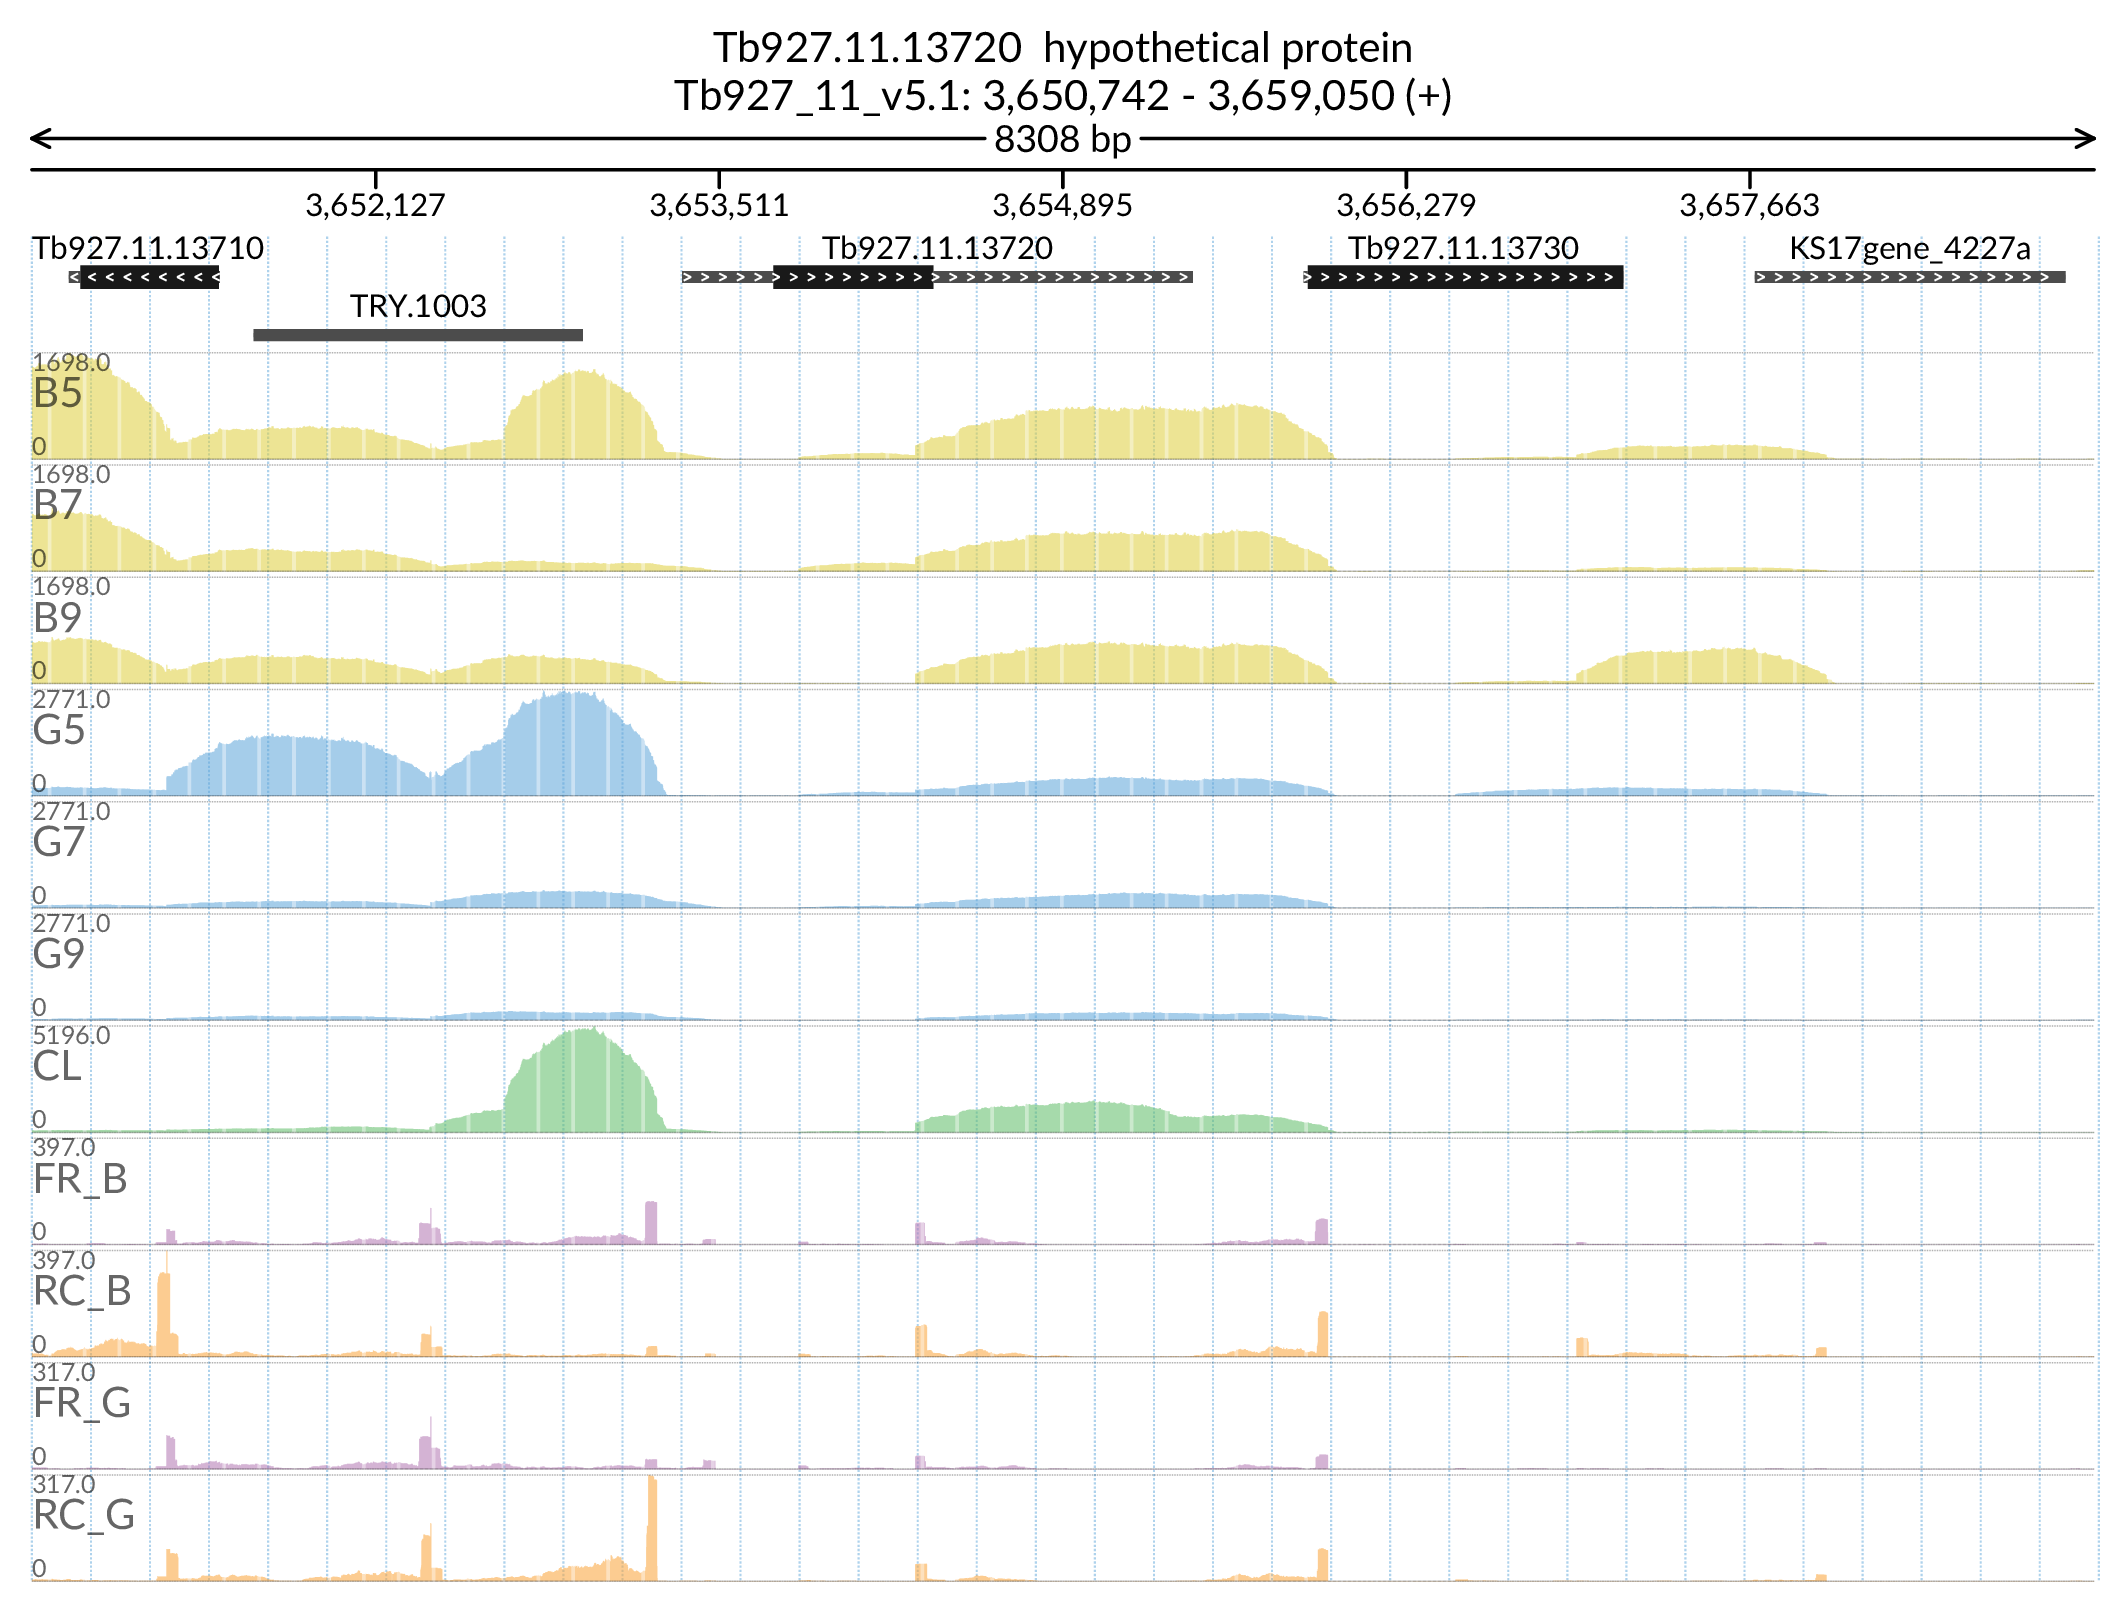 Tb927.11.13720  hypothetical protein
Tb927_11_v5.1: 3,650,742 - 3,659,050 (+)
8308 bp
3,652,127 3,653,511 3,654,895 3,656,279 3,657,663
Tb927.11.13710 Tb927.11.13720 Tb927.11.13730 KS17gene_4227a
TRY.1003
1698.0
B5
0
1698.0
B7
0
1698.0
B9
0
2771.0
G5
0
2771.0
G7
0
2771.0
G9
0
5196.0
CL
0
397.0
FR_B
0
397.0
RC_B
0
317.0
FR_G
0
317.0
RC_G
0